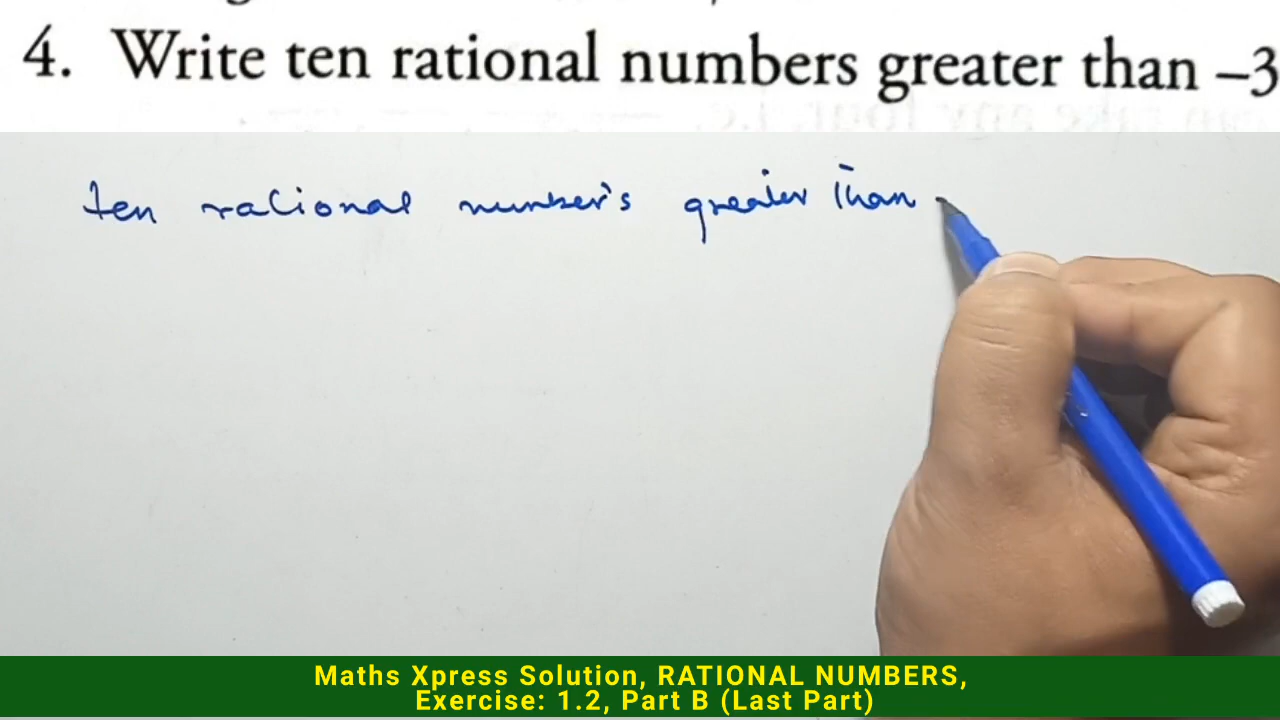 4. Write ten rational numbers greater than –3
ten rational number's greater than
Maths Xpress Solution, RATIONAL NUMBERS,
Exercise: 1.2, Part B (Last Part)